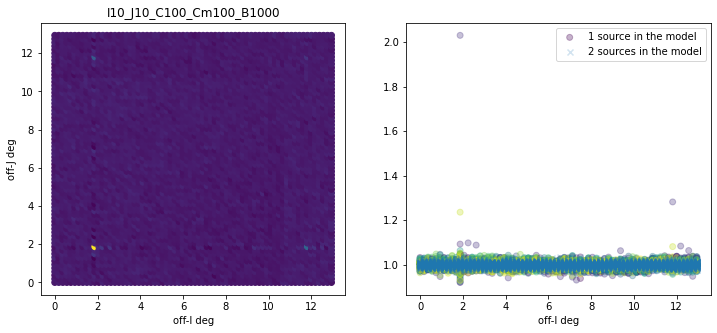 I10_J10_C100_Cm100_B1000
12
10
8
6
4
2
0
off-J deg
0 2 4 6 8 10 12
off-I deg
1 source in the model
2 sources in the model
2.0
1.8
1.6
1.4
1.2
1.0
0 2 4 6 8 10 12
off-I deg